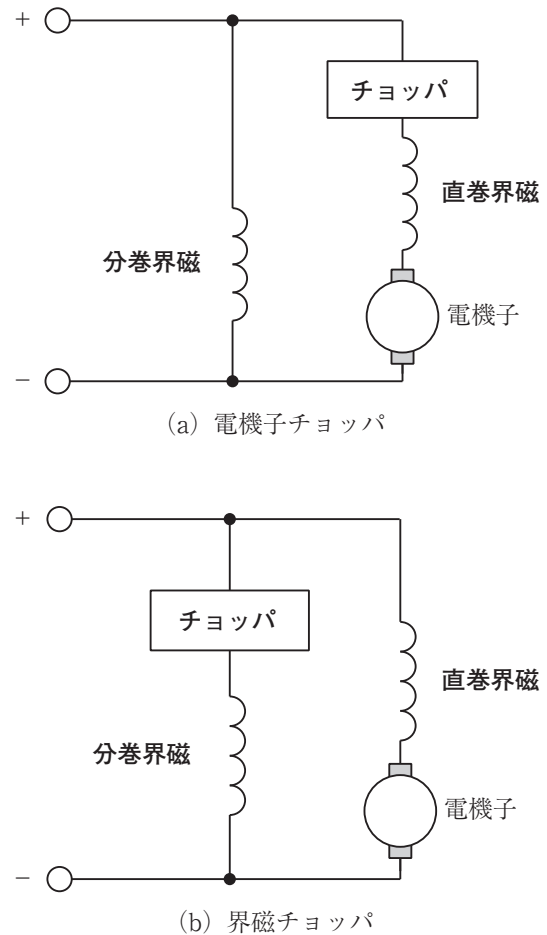 +
チョッパ
直巻界磁
分巻界磁
電機子
−
(a) 電機子チョッパ
+
チョッパ
直巻界磁
分巻界磁
電機子
−
(b) 界磁チョッパ